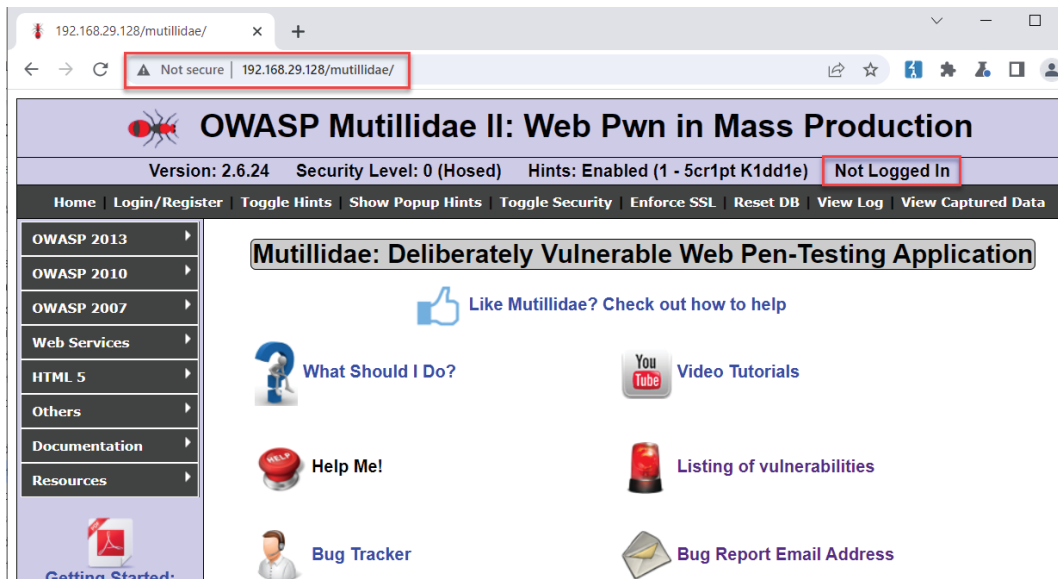 192.168.29.128/mutillidae/
Not secure 192.168.29.128/mutillidae/
OWASP Mutillidae II: Web Pwn in Mass Production
Version: 2.6.24 Security Level: 0 (Hosed) Hints: Enabled (1 - 5cr1pt K1dd1e) Not Logged In
Home | Login/Register | Toggle Hints | Show Popup Hints | Toggle Security | Enforce SSL | Reset DB | View Log | View Captured Data
OWASP 2013
OWASP 2010
OWASP 2007
Web Services
HTML 5
Others
Documentation
Resources
Getting Started:
Mutillidae: Deliberately Vulnerable Web Pen-Testing Application
Like Mutillidae? Check out how to help
What Should I Do?
You Tube Video Tutorials
HELP Help Me!
Listing of vulnerabilities
Bug Tracker
Bug Report Email Address